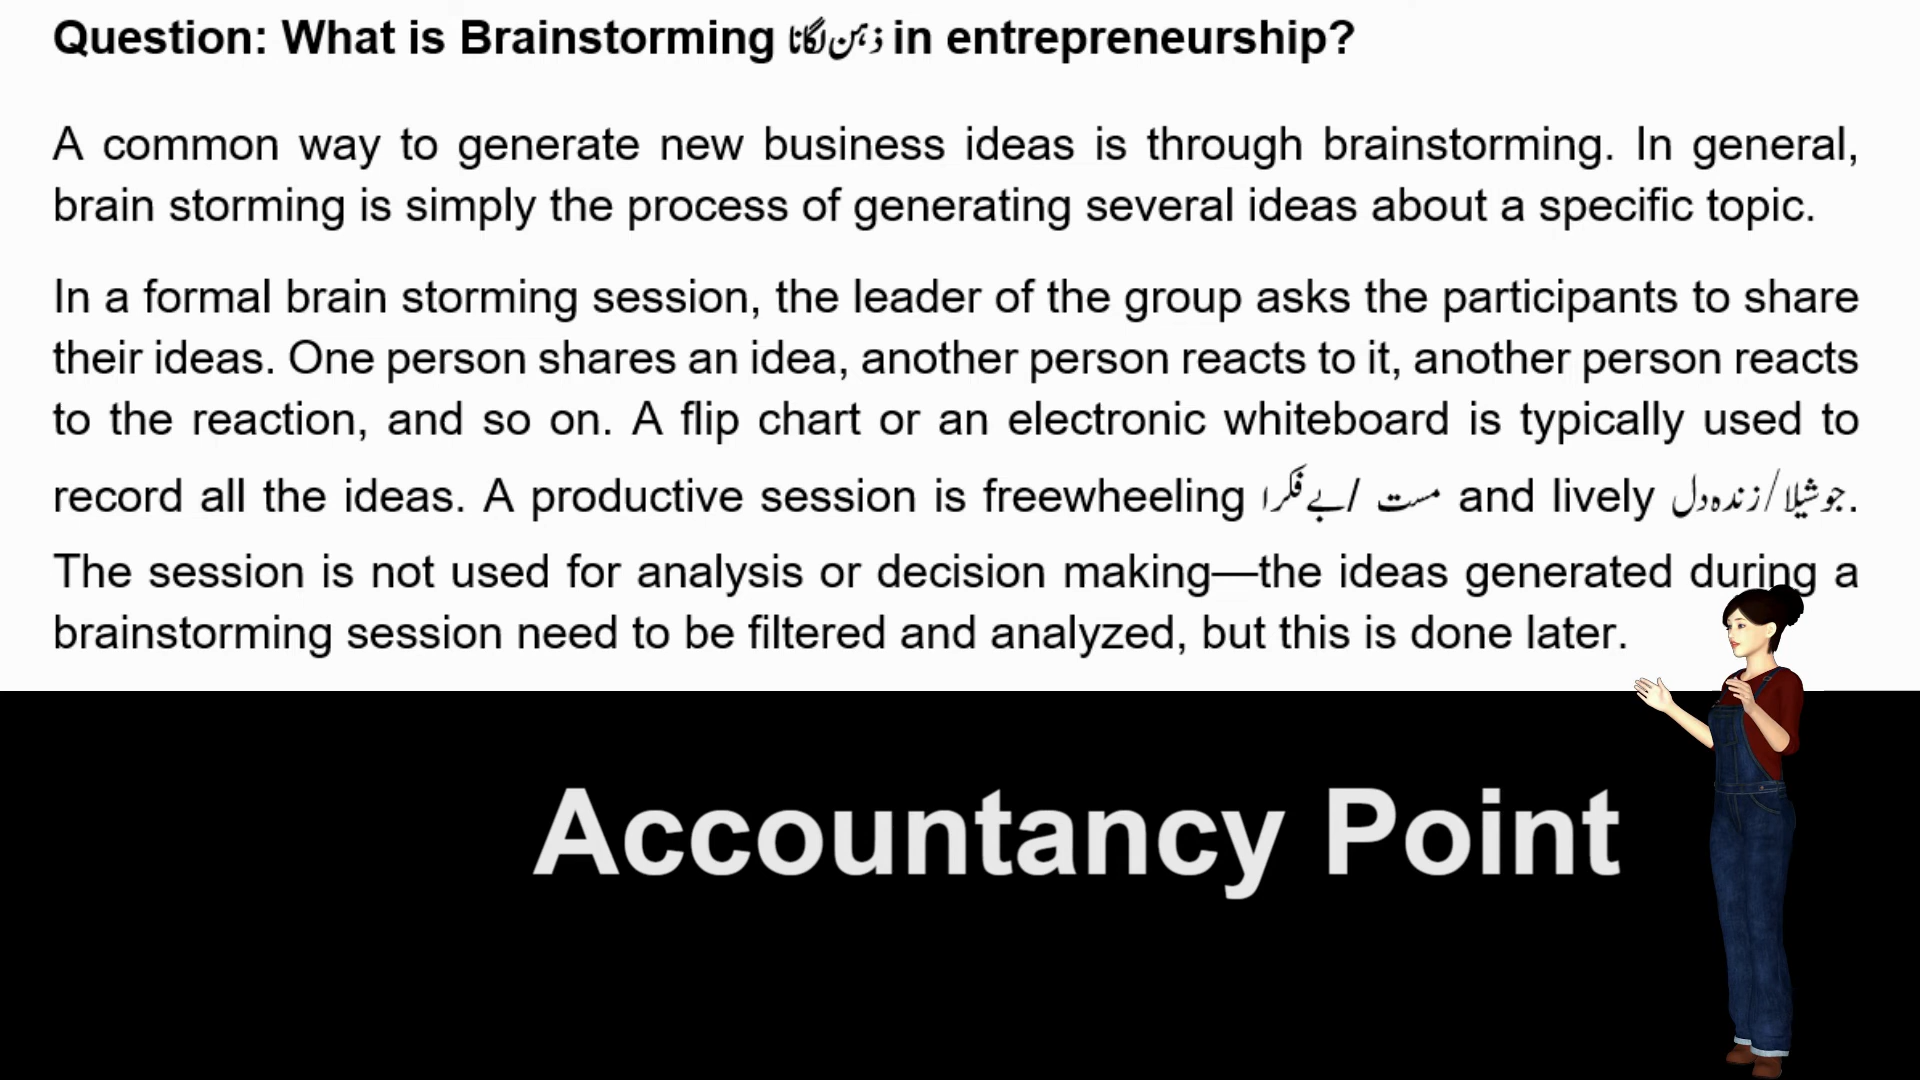 Question: What is Brainstorming ذہن لگانا in entrepreneurship?
A common way to generate new business ideas is through brainstorming. In general,
brain storming is simply the process of generating several ideas about a specific topic.
In a formal brain storming session, the leader of the group asks the participants to share
their ideas. One person shares an idea, another person reacts to it, another person reacts
to the reaction, and so on. A flip chart or an electronic whiteboard is typically used to
record all the ideas. A productive session is freewheeling مست / بے فکرا and lively جوشیلا/زندہ دل.
The session is not used for analysis or decision making—the ideas generated during a
brainstorming session need to be filtered and analyzed, but this is done later.
Accountancy Point